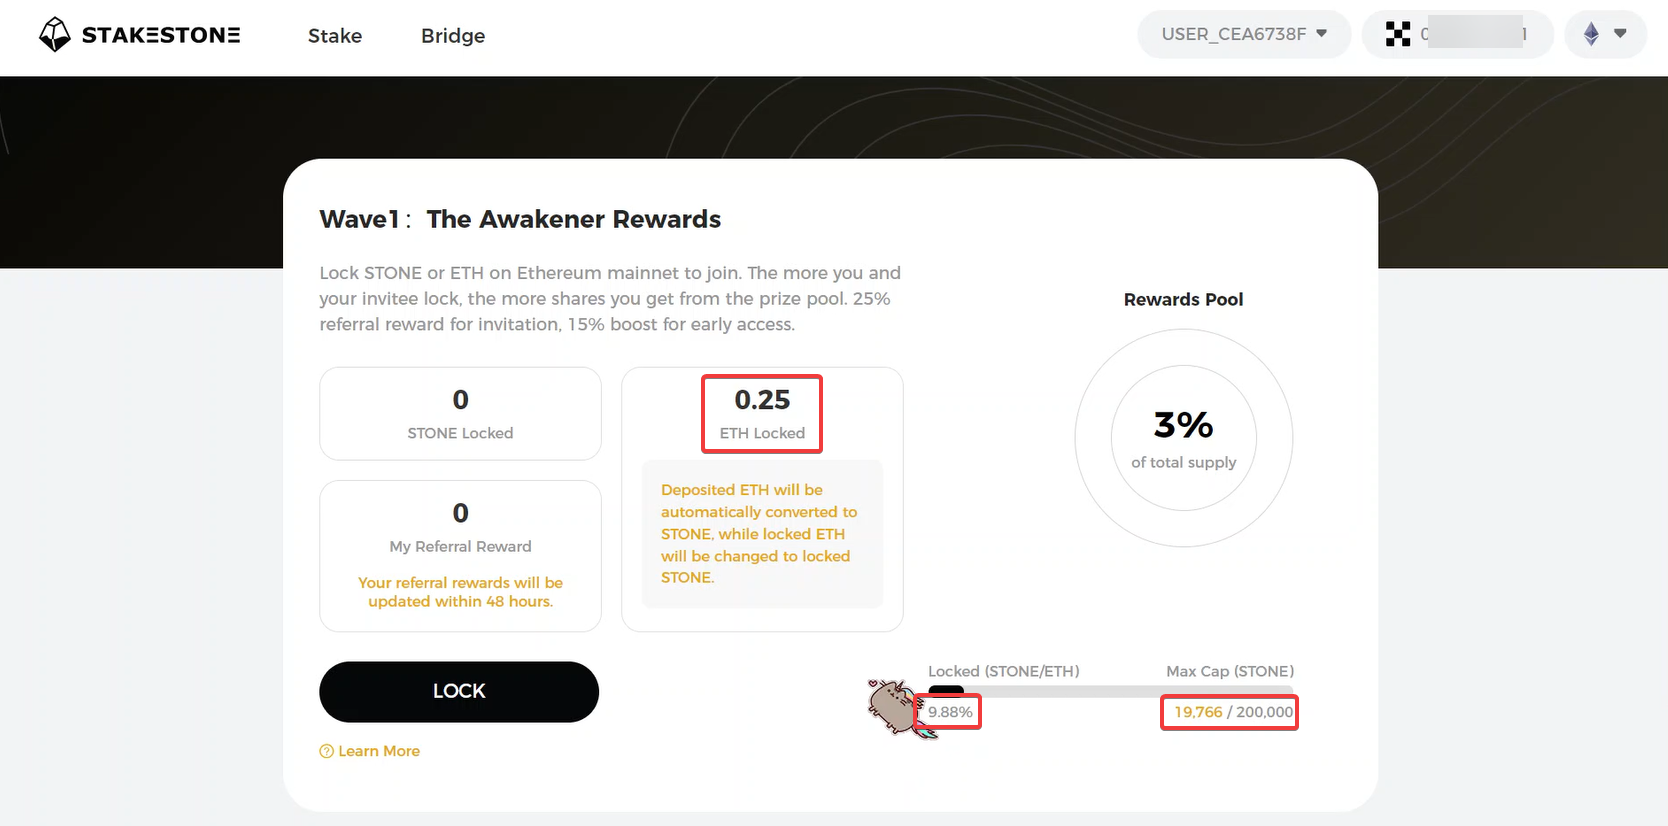 STAKESTONE
Stake
Bridge
USER_CEA6738F
Wave1: The Awakener Rewards
Lock STONE or ETH on Ethereum mainnet to join. The more you and
your invitee lock, the more shares you get from the prize pool. 25%
referral reward for invitation, 15% boost for early access.
0
STONE Locked
0.25
ETH Locked
Deposited ETH will be
automatically converted to
STONE, while locked ETH
will be changed to locked
STONE.
0
My Referral Reward
Your referral rewards will be
updated within 48 hours.
Rewards Pool
3%
of total supply
LOCK
Learn More
Locked (STONE/ETH)
Max Cap (STONE)
9.88%
19,766 / 200,000